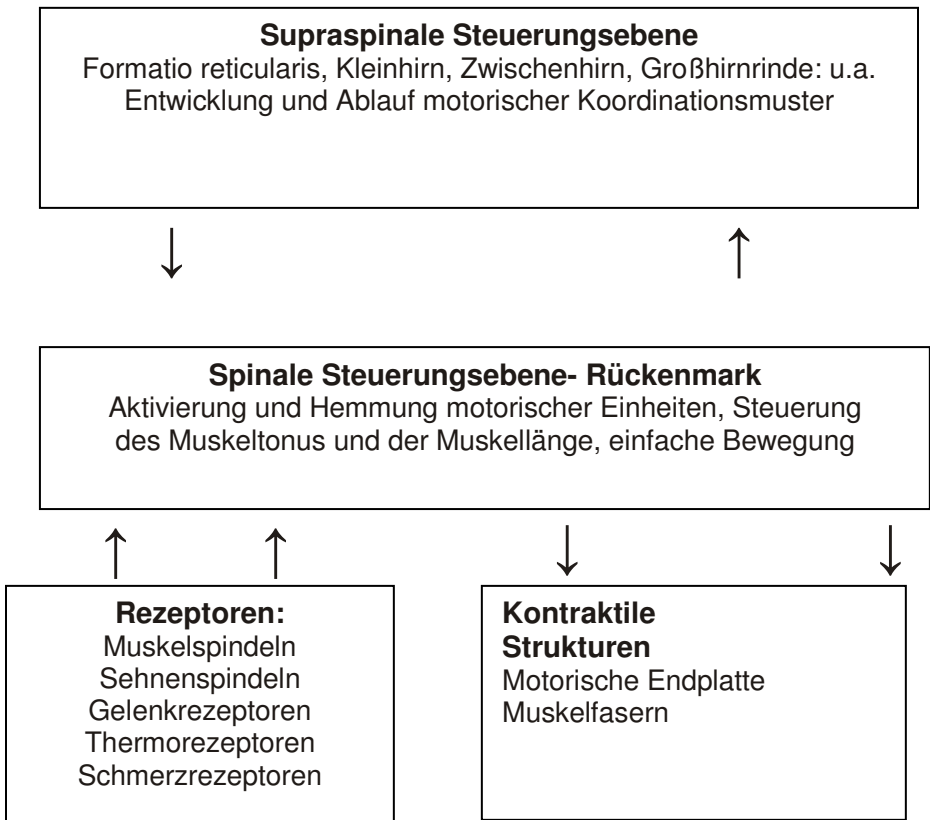 Supraspinale Steuerungsebene
Formatio reticularis, Kleinhirn, Zwischenhirn, Großhirnrinde: u.a.
Entwicklung und Ablauf motorischer Koordinationsmuster
Spinale Steuerungsebene- Rückenmark
Aktivierung und Hemmung motorischer Einheiten, Steuerung
des Muskeltonus und der Muskellänge, einfache Bewegung
Rezeptoren:
Muskelspindeln
Sehnenspindeln
Gelenkrezeptoren
Thermorezeptoren
Schmerzrezeptoren
Kontraktile
Strukturen
Motorische Endplatte
Muskelfasern